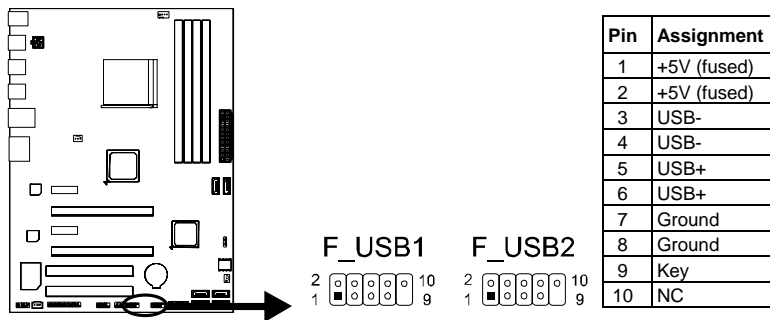 F_USB1
2 10
1 9
F_USB2
2 10
1 9
Pin Assignment
1 +5V (fused)
2 +5V (fused)
3 USB-
4 USB-
5 USB+
6 USB+
7 Ground
8 Ground
9 Key
10 NC